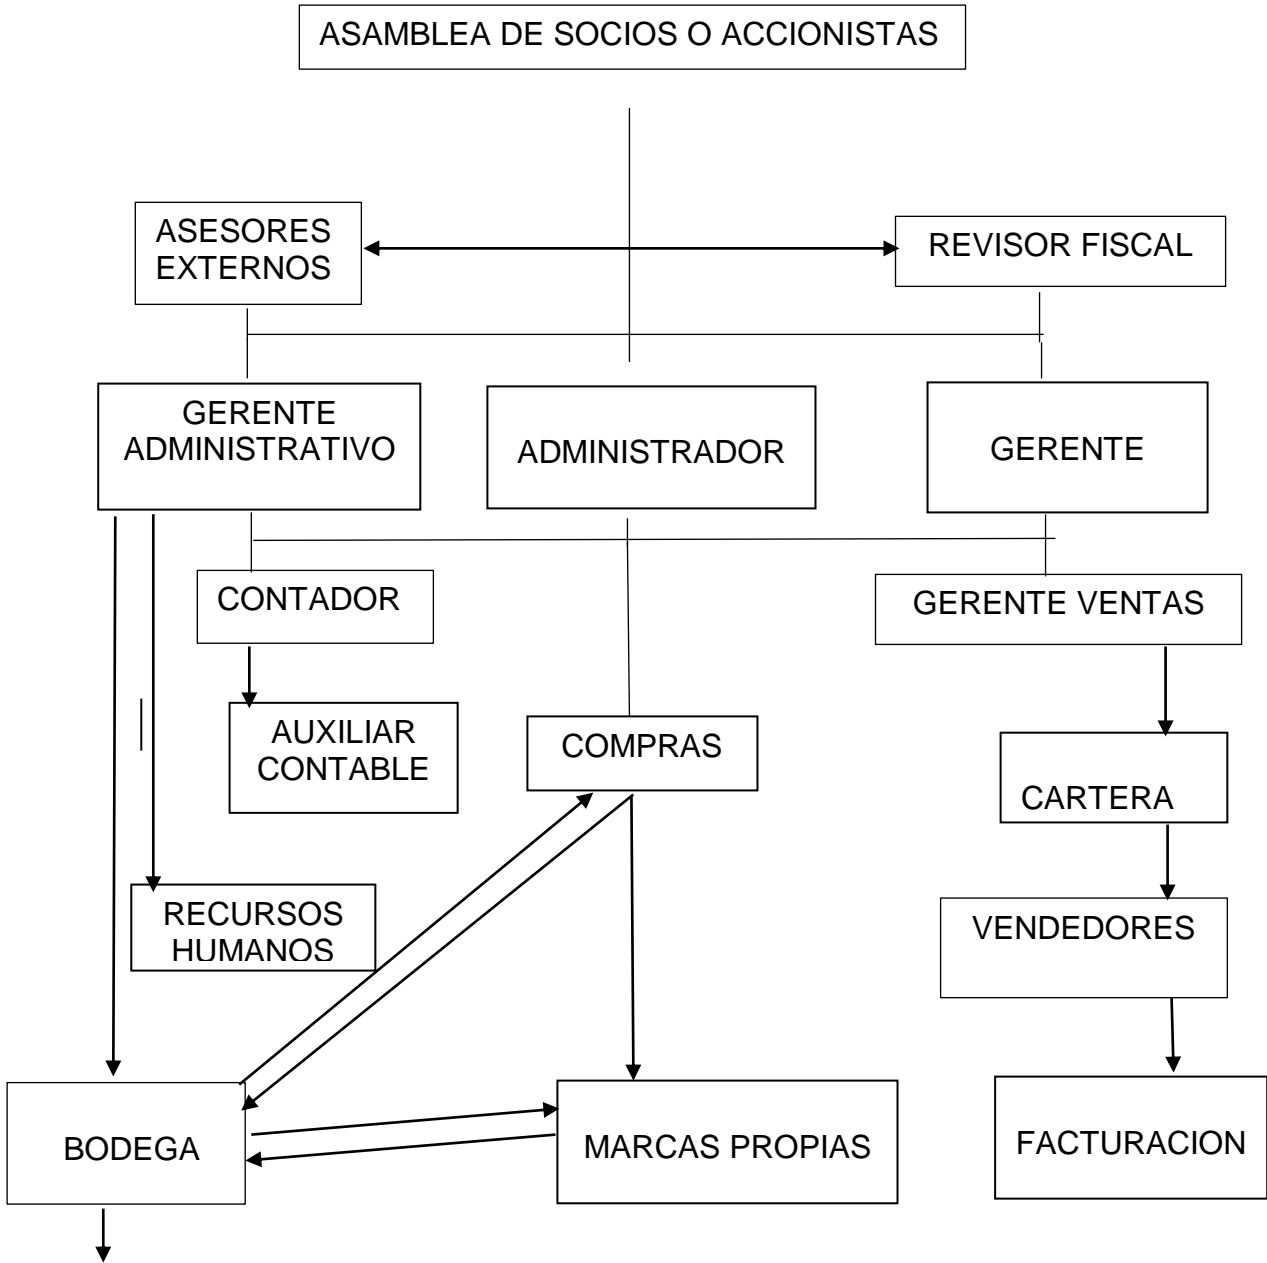 ASAMBLEA DE SOCIOS O ACCIONISTAS
ASESORES
EXTERNOS
REVISOR FISCAL
GERENTE
ADMINISTRATIVO
ADMINISTRADOR
GERENTE
CONTADOR
GERENTE VENTAS
AUXILIAR
CONTABLE
COMPRAS
CARTERA
RECURSOS
HUMANOS
VENDEDORES
BODEGA
MARCAS PROPIAS
FACTURACION